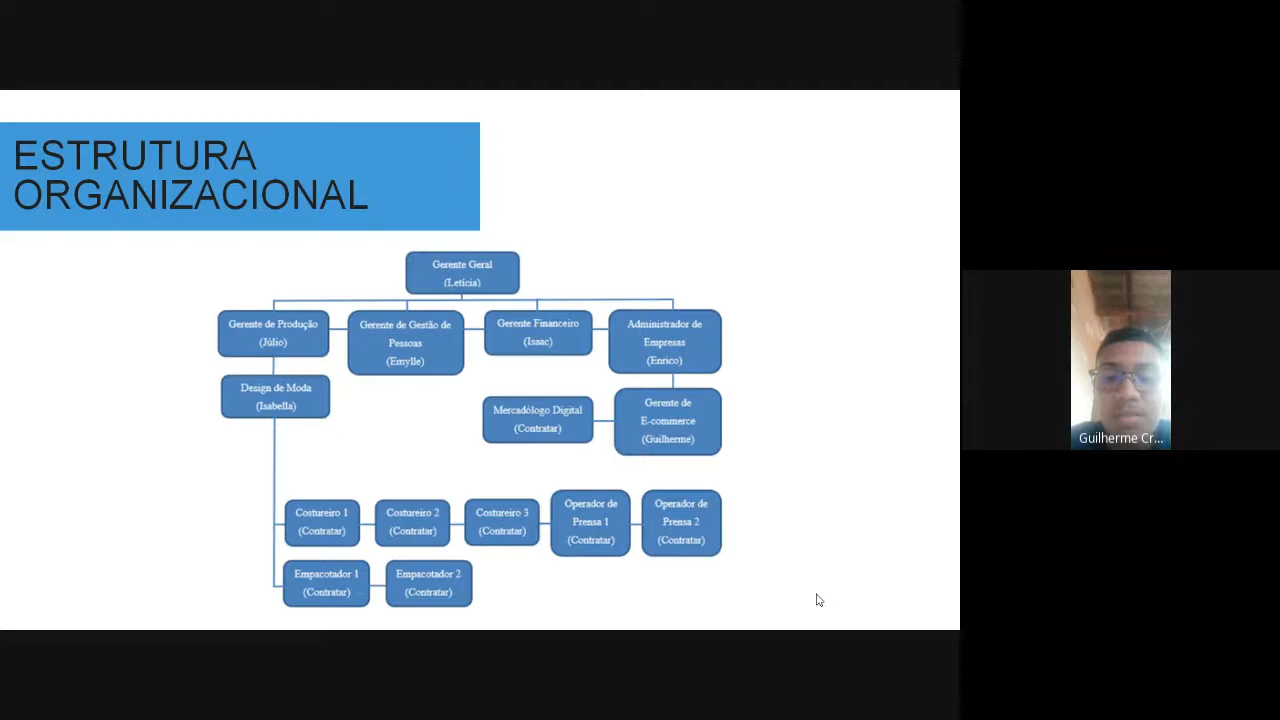 ESTRUTURA
ORGANIZACIONAL
Gerente Geral
(Letícia)
Gerente de Produção
(Júlio)
Gerente de Gestão de
Pessoas
(Emylle)
Gerente Financeiro
(Isaac)
Administrador de
Empresas
(Enrico)
Design de Moda
(Isabella)
Mercadólogo Digital
(Contratar)
Gerente de
E-commerce
(Guilherme)
Costureiro 1
(Contratar)
Costureiro 2
(Contratar)
Costureiro 3
(Contratar)
Operador de
Prensa 1
(Contratar)
Operador de
Prensa 2
(Contratar)
Empacotador 1
(Contratar)
Empacotador 2
(Contratar)
Guilherme Cr...